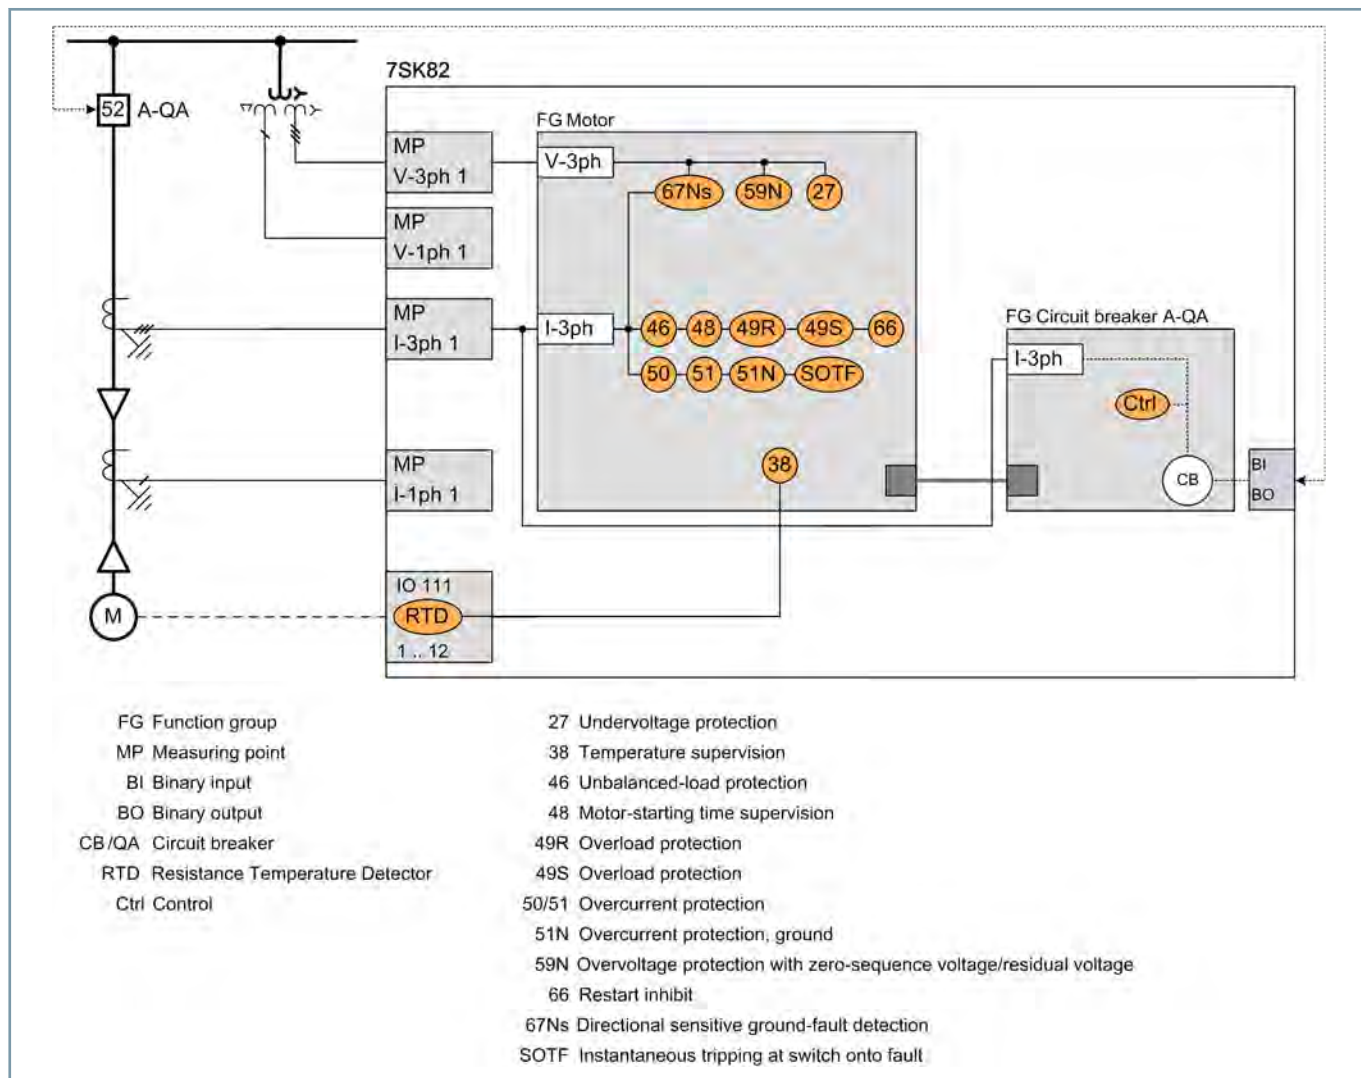 7SK82
52 A-QA
FG Motor
MP
V-3ph 1
V-3ph
67Ns 59N 27
MP
V-1ph 1
MP
I-3ph 1
I-3ph
46 48 49R 49S 66
50 51 51N SOTF
FG Circuit breaker A-QA
I-3ph
Ctrl
38
CB
BI
BO
MP
I-1ph 1
IO 111
RTD
1 .. 12
M
FG Function group
MP Measuring point
BI Binary input
BO Binary output
CB/QA Circuit breaker
RTD Resistance Temperature Detector
Ctrl Control
27 Undervoltage protection
38 Temperature supervision
46 Unbalanced-load protection
48 Motor-starting time supervision
49R Overload protection
49S Overload protection
50/51 Overcurrent protection
51N Overcurrent protection, ground
59N Overvoltage protection with zero-sequence voltage/residual voltage
66 Restart inhibit
67Ns Directional sensitive ground-fault detection
SOTF Instantaneous tripping at switch onto fault